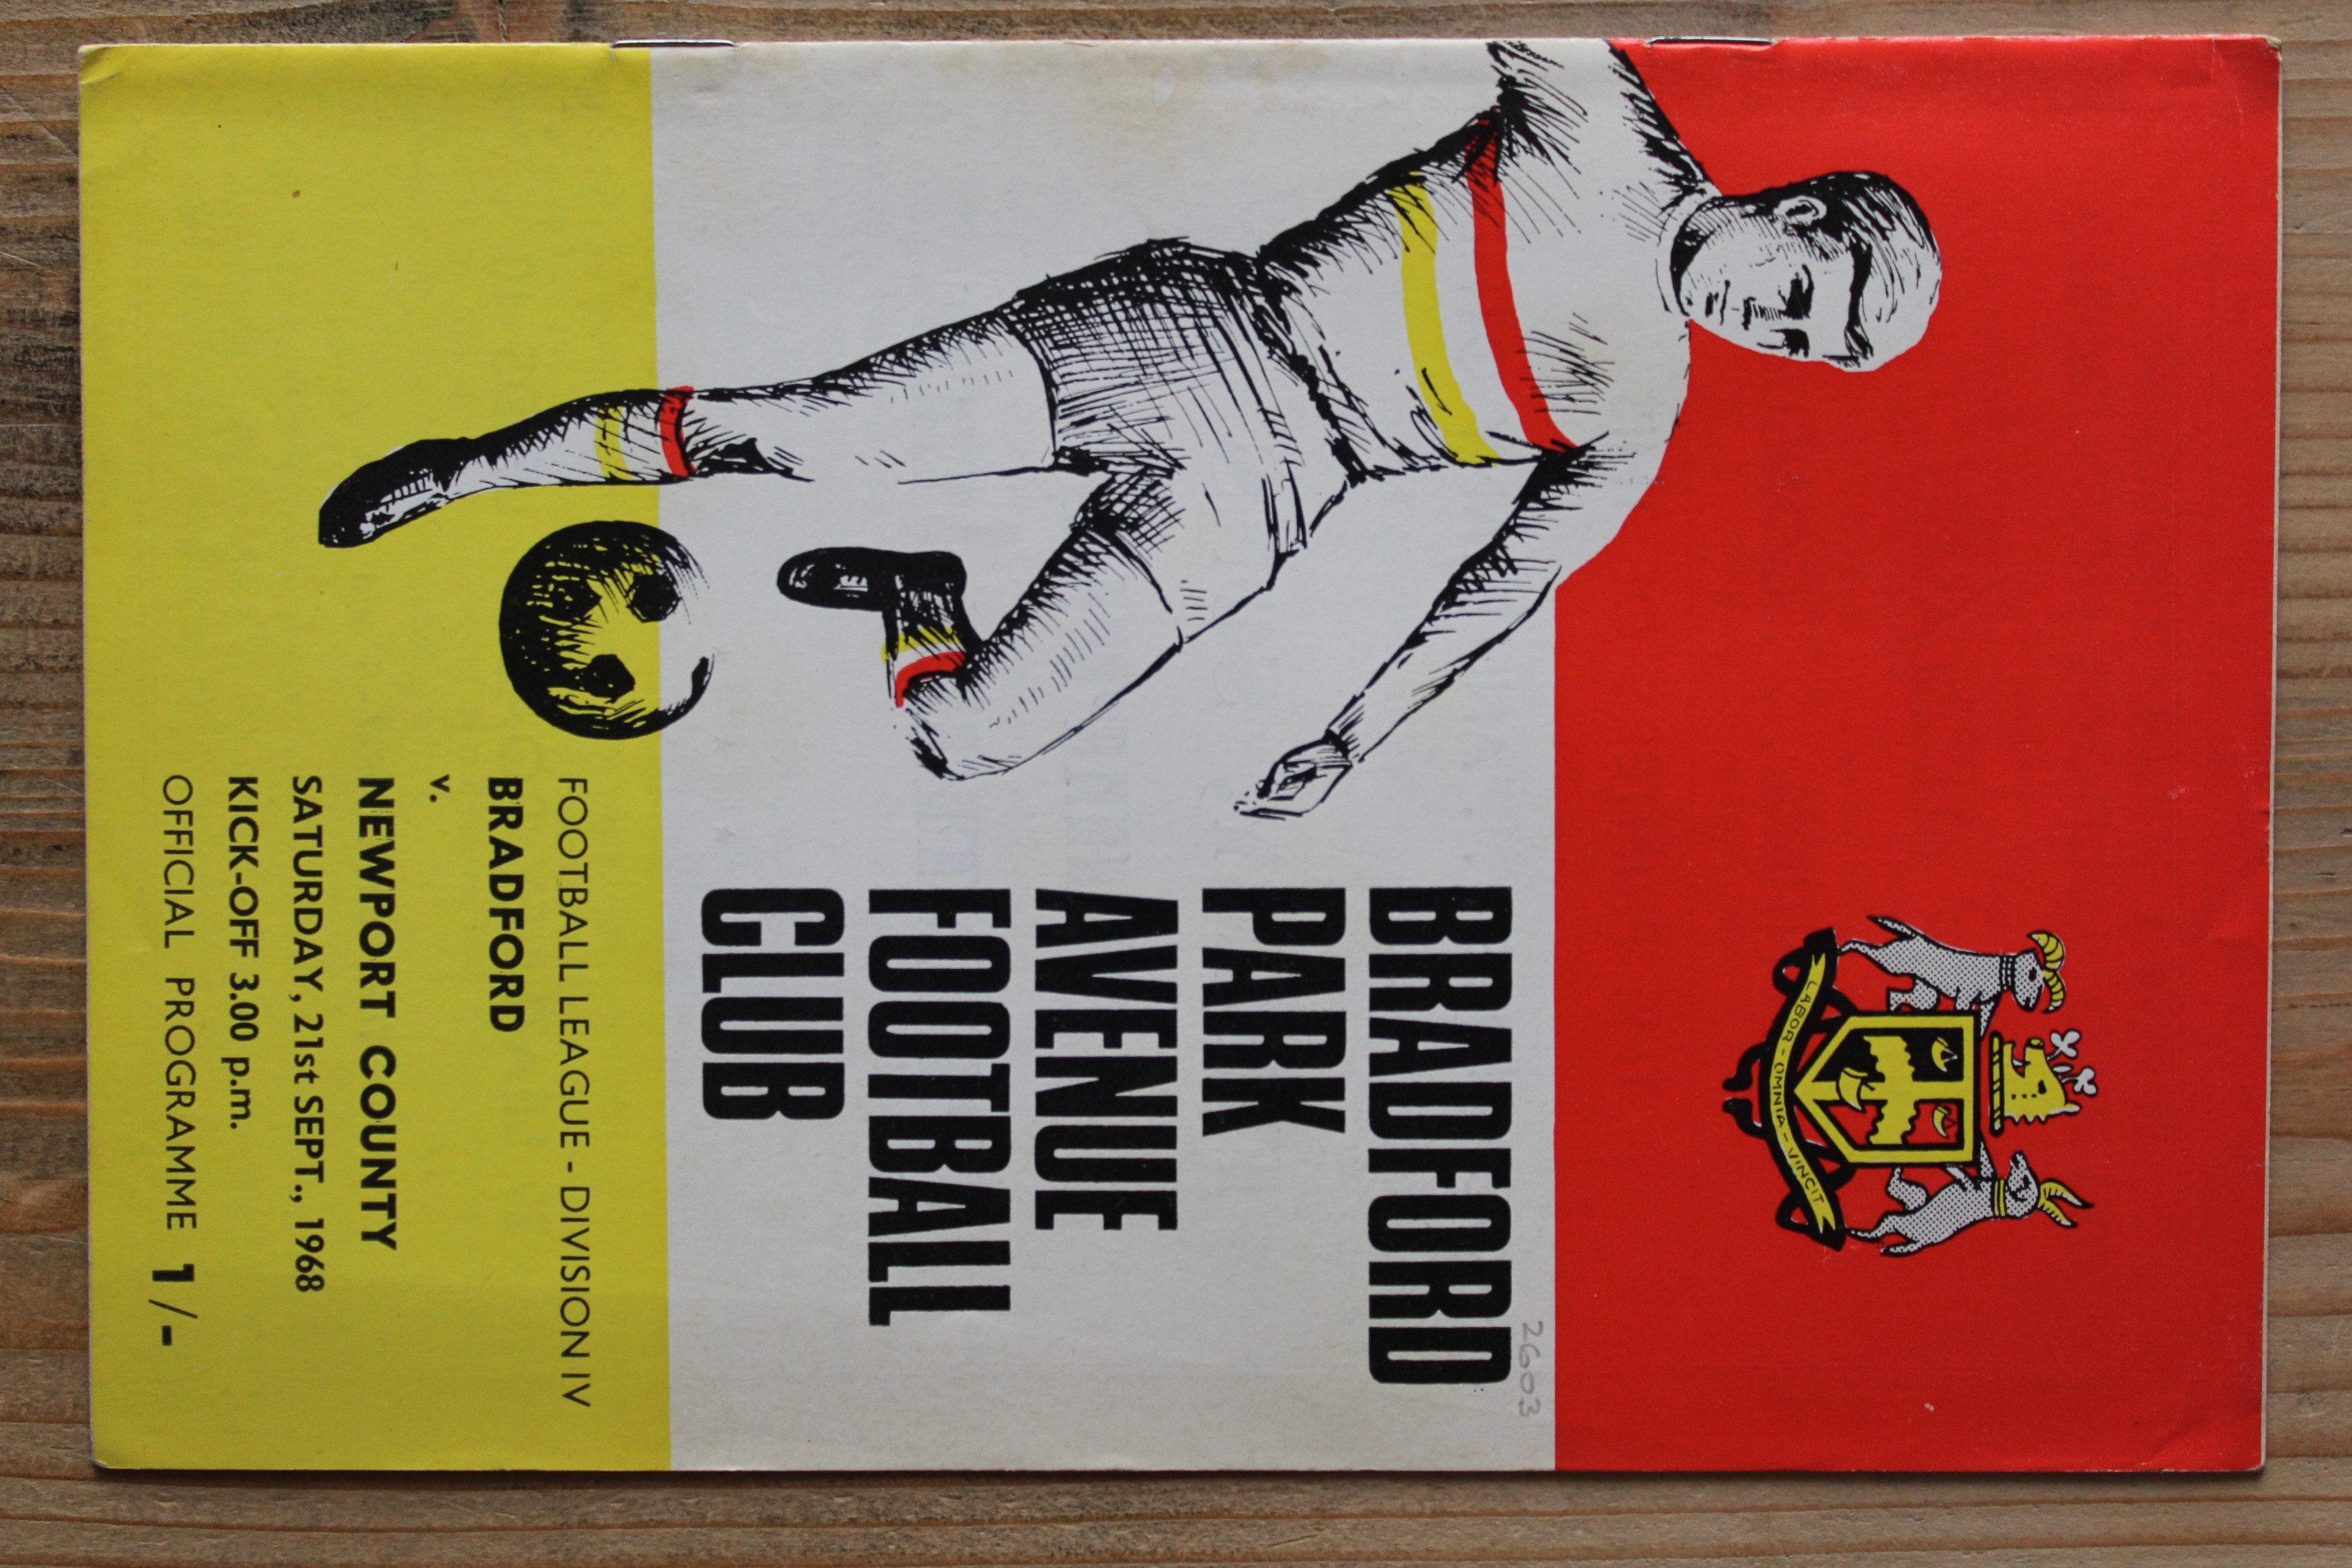 LABOR - OMNIA - VINCIT
2603
BRADFORD
PARK
AVENUE
FOOTBALL
CLUB
FOOTBALL LEAGUE - DIVISION IV
BRADFORD
v.
NEWPORT COUNTY
SATURDAY, 21st SEPT., 1968
KICK-OFF 3.00 p.m.
OFFICIAL PROGRAMME 1/-